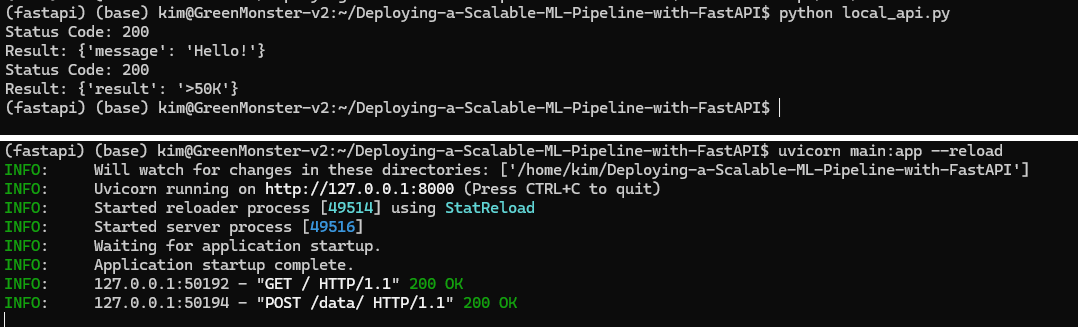 (fastapi) (base) kim@GreenMonster-v2:~/Deploying-a-Scalable-ML-Pipeline-with-FastAPI$ python local_api.py
Status Code: 200
Result: {'message': 'Hello!'}
Status Code: 200
Result: {'result': '>50K'}
(fastapi) (base) kim@GreenMonster-v2:~/Deploying-a-Scalable-ML-Pipeline-with-FastAPI$
(fastapi) (base) kim@GreenMonster-v2:~/Deploying-a-Scalable-ML-Pipeline-with-FastAPI$ uvicorn main:app --reload
INFO:     Will watch for changes in these directories: ['/home/kim/Deploying-a-Scalable-ML-Pipeline-with-FastAPI']
INFO:     Uvicorn running on http://127.0.0.1:8000 (Press CTRL+C to quit)
INFO:     Started reloader process [49514] using StatReload
INFO:     Started server process [49516]
INFO:     Waiting for application startup.
INFO:     Application startup complete.
INFO:     127.0.0.1:50192 - "GET / HTTP/1.1" 200 OK
INFO:     127.0.0.1:50194 - "POST /data/ HTTP/1.1" 200 OK